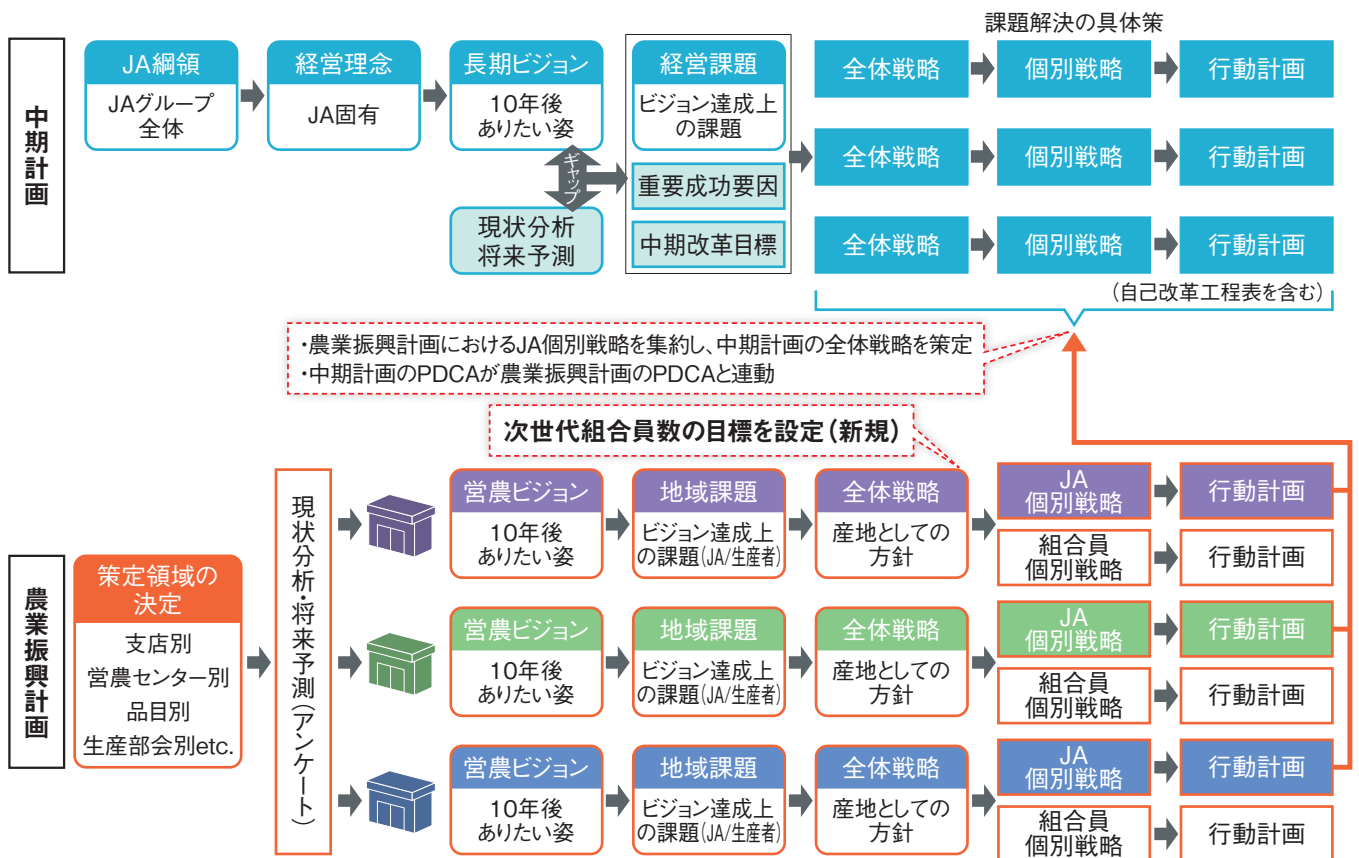 中期計画
JA綱領
JAグループ
全体
経営理念
JA固有
長期ビジョン
10年後
ありたい姿
ギャップ
現状分析
将来予測
経営課題
ビジョン達成上
の課題
重要成功要因
中期改革目標
課題解決の具体策
全体戦略
個別戦略
行動計画
全体戦略
個別戦略
行動計画
全体戦略
個別戦略
行動計画
（自己改革工程表を含む）
・農業振興計画におけるJA個別戦略を集約し、中期計画の全体戦略を策定
・中期計画のPDCAが農業振興計画のPDCAと連動
次世代組合員数の目標を設定（新規）
農業振興計画
策定領域の
決定
支店別
営農センター別
品目別
生産部会別etc.
現状分析・将来予測（アンケート）
営農ビジョン
10年後
ありたい姿
地域課題
ビジョン達成上
の課題（JA/生産者）
全体戦略
産地としての
方針
JA
個別戦略
行動計画
組合員
個別戦略
行動計画
営農ビジョン
10年後
ありたい姿
地域課題
ビジョン達成上
の課題（JA/生産者）
全体戦略
産地としての
方針
JA
個別戦略
行動計画
組合員
個別戦略
行動計画
営農ビジョン
10年後
ありたい姿
地域課題
ビジョン達成上
の課題（JA/生産者）
全体戦略
産地としての
方針
JA
個別戦略
行動計画
組合員
個別戦略
行動計画